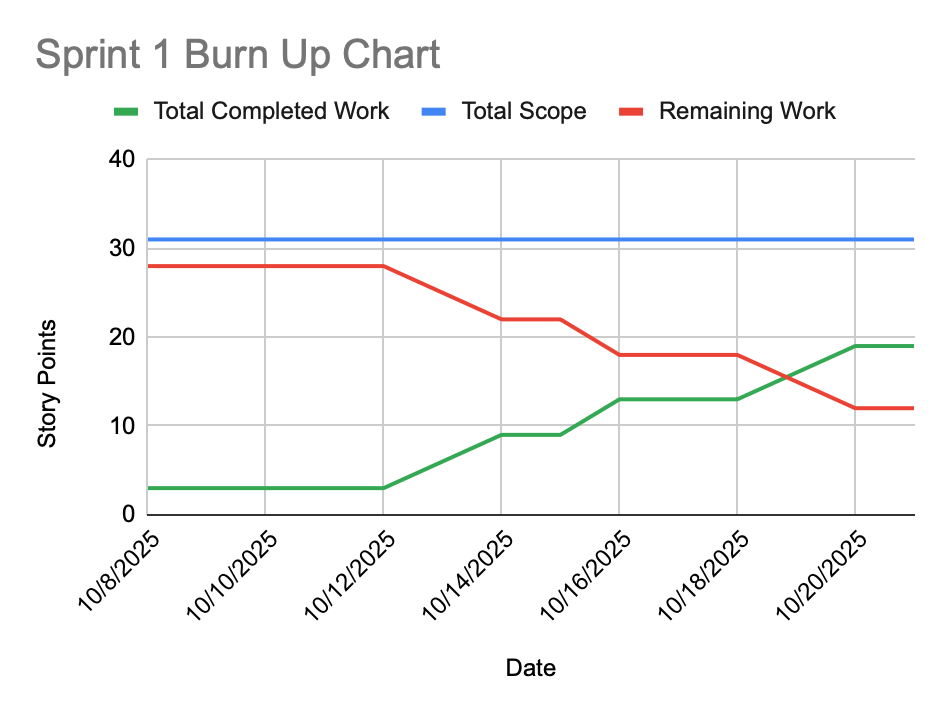 Sprint 1 Burn Up Chart
Total Completed Work Total Scope Remaining Work
40
30
20
10
0
Story Points
10/8/2025 10/10/2025 10/12/2025 10/14/2025 10/16/2025 10/18/2025 10/20/2025
Date